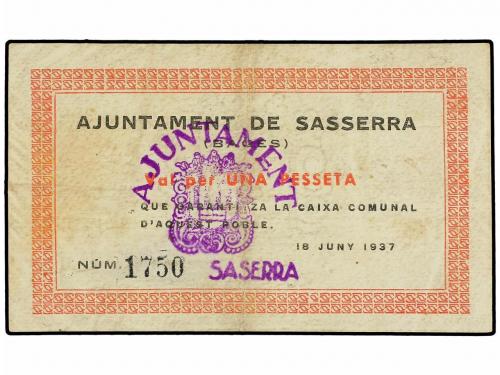 AJUNTAMENT DE SASSERRA
(BAGES)
Val per UNA PESSETA
QUE GARANTITZA LA CAIXA COMUNAL
D'AQUEST POBLE.
18 JUNY 1937
NÚM. 1750
AJUNTAMENT
SASERRA